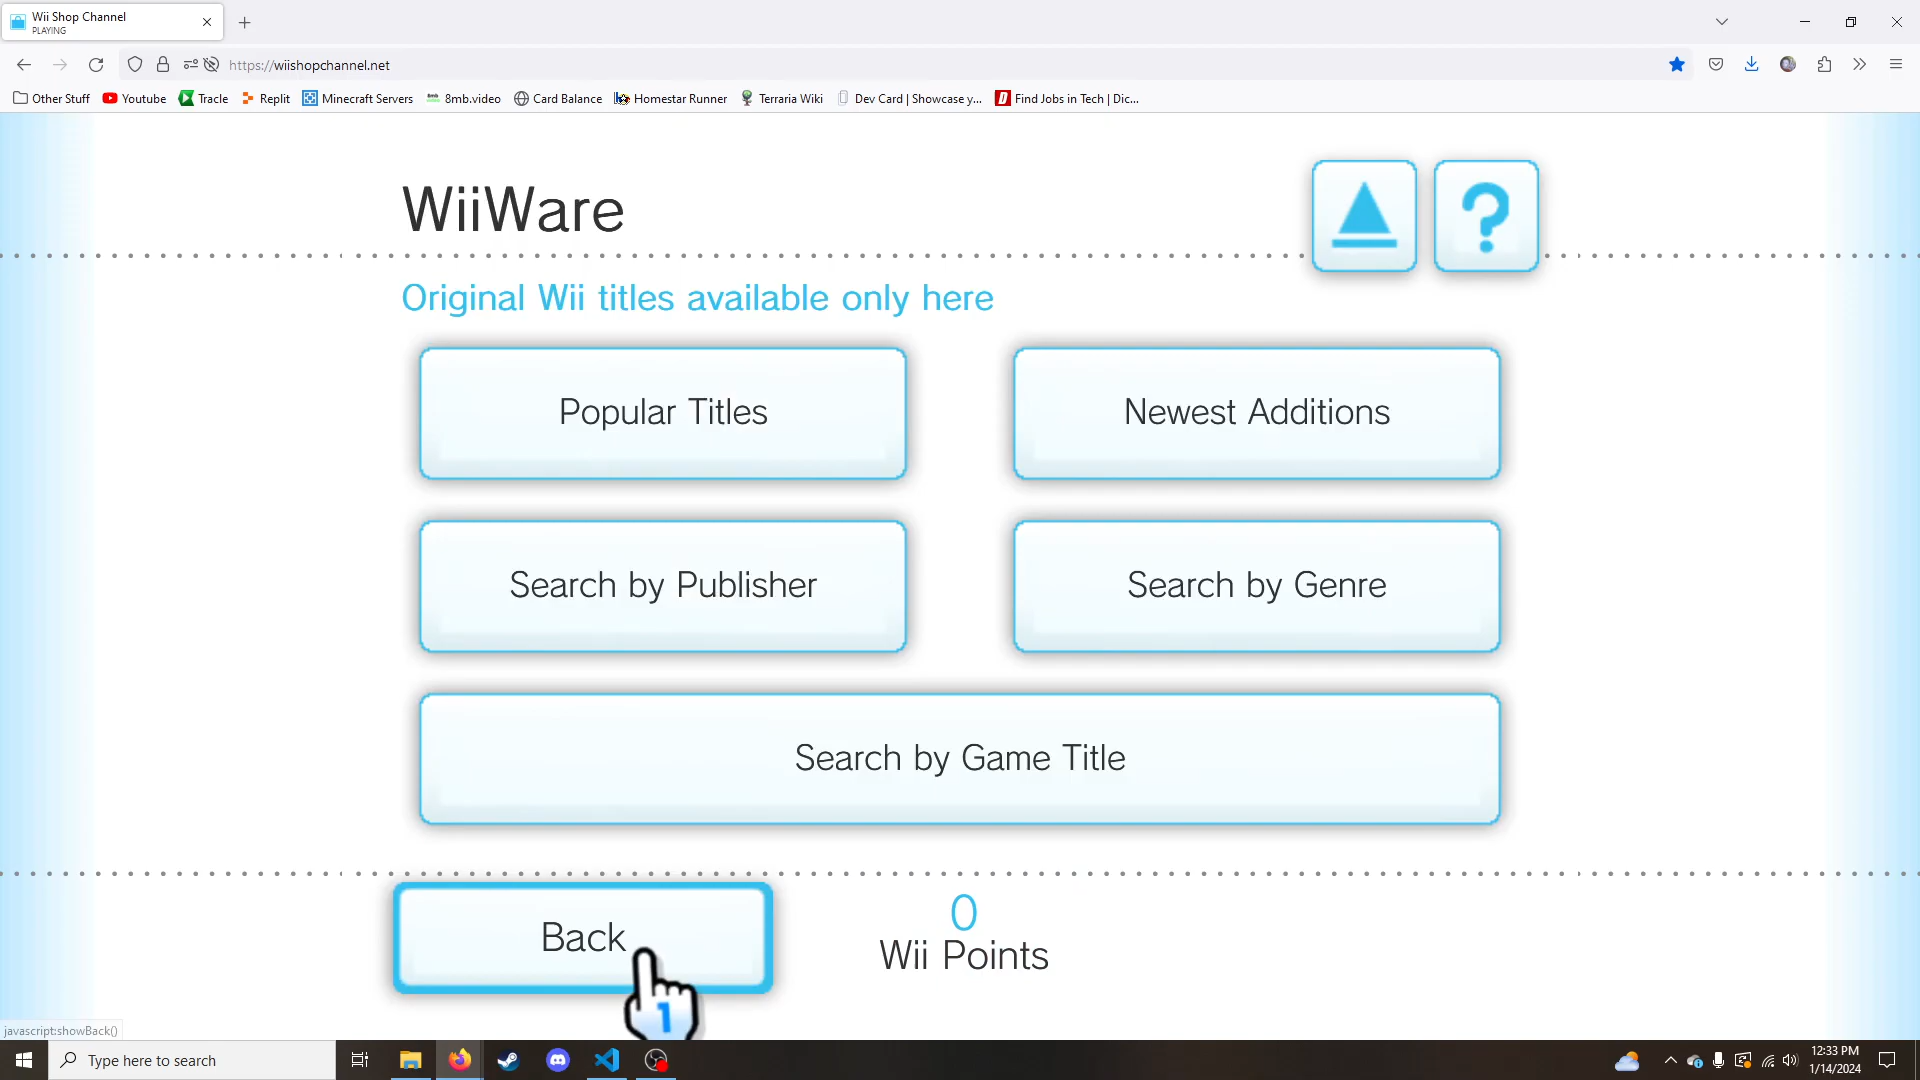 Wii Shop Channel
PLAYING
https://wiishopchannel.net
Other Stuff Youtube Tracle Replit Minecraft Servers 8mb.video Card Balance Homestar Runner Terraria Wiki Dev Card | Showcase y... Find Jobs in Tech | Dic...
WiiWare
?
Original Wii titles available only here
Popular Titles
Newest Additions
Search by Publisher
Search by Genre
Search by Game Title
Back
1
0
Wii Points
javascript:showBack()
Type here to search
12:33 PM
1/14/2024